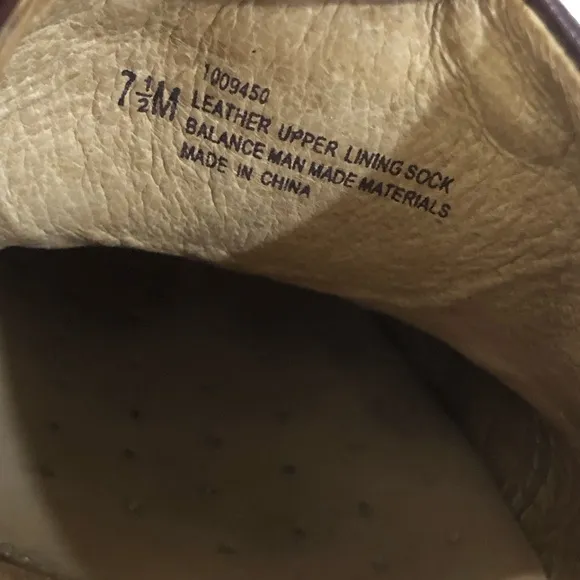 7½M 1009450
LEATHER UPPER LINING SOCK
BALANCE MAN MADE MATERIALS
MADE IN CHINA